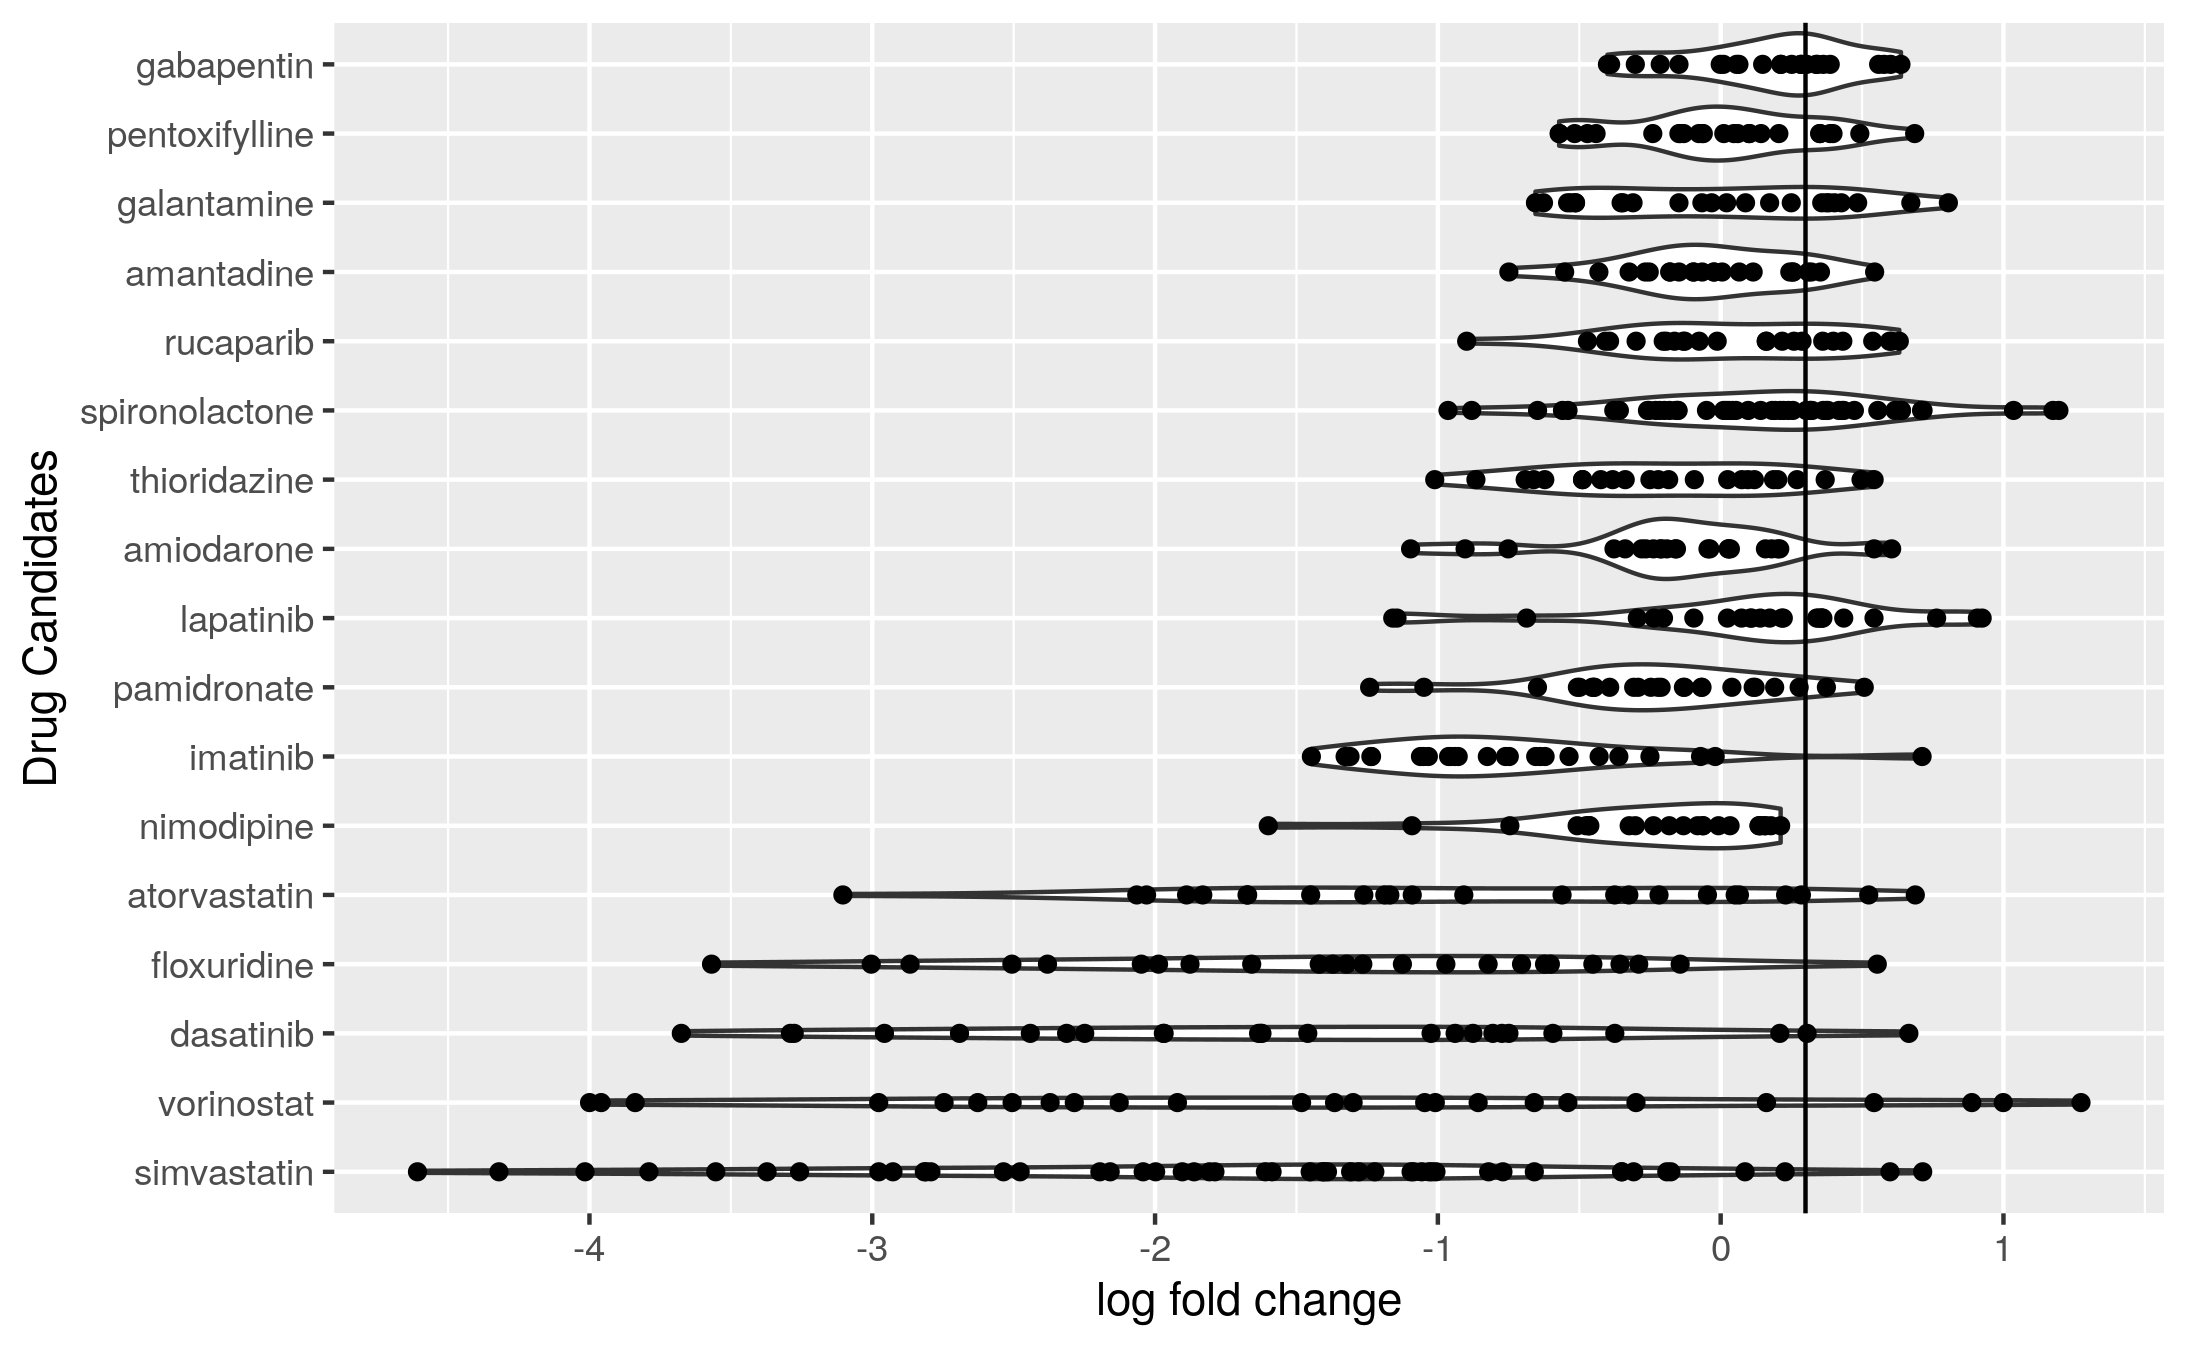 Drug Candidates
gabapentin
pentoxifylline
galantamine
amantadine
rucaparib
spironolactone
thioridazine
amiodarone
lapatinib
pamidronate
imatinib
nimodipine
atorvastatin
floxuridine
dasatinib
vorinostat
simvastatin
-4 -3 -2 -1 0 1
log fold change